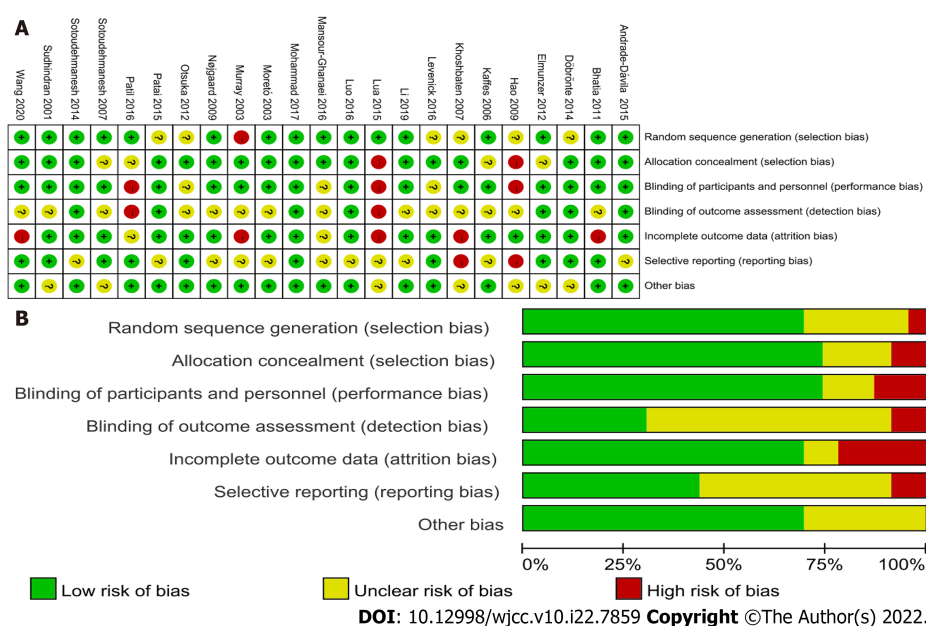 A
Wang 2020
Sudhindran 2001
Sotoudehmanesh 2014
Sotoudehmanesh 2007
Patil 2016
Patai 2015
Otsuka 2012
Nøjgaard 2009
Murray 2003
Moretó 2003
Mohammad 2017
Mansour-Ghanaei 2016
Luo 2016
Lua 2015
Li 2019
Levenick 2016
Khoshbaten 2007
Kaffes 2006
Hao 2009
Elmunzer 2012
Döbrönte 2014
Bhatia 2011
Andrade-Dávila 2015
+ + + + + ? ? + - + + + + + + ? ? + ? + ? + + Random sequence generation (selection bias)
+ + + ? ? + + + + + + + + - + + + ? - ? + + + Allocation concealment (selection bias)
+ + + + - + ? + + + + ? + - + ? + + - + + + + Blinding of participants and personnel (performance bias)
? ? + ? - + ? ? ? ? + ? + - ? ? ? ? ? + + ? + Blinding of outcome assessment (detection bias)
- + + + ? + + + - + + ? + - + + - + + + + - + Incomplete outcome data (attrition bias)
+ + ? + + ? + ? ? ? + ? ? ? ? + - ? - + + + ? Selective reporting (reporting bias)
+ ? + ? + + + + + + + + + ? + + ? + ? ? ? + + Other bias
B
Random sequence generation (selection bias)
Allocation concealment (selection bias)
Blinding of participants and personnel (performance bias)
Blinding of outcome assessment (detection bias)
Incomplete outcome data (attrition bias)
Selective reporting (reporting bias)
Other bias
0% 25% 50% 75% 100%
Low risk of bias Unclear risk of bias High risk of bias
DOI: 10.12998/wjcc.v10.i22.7859 Copyright ©The Author(s) 2022.